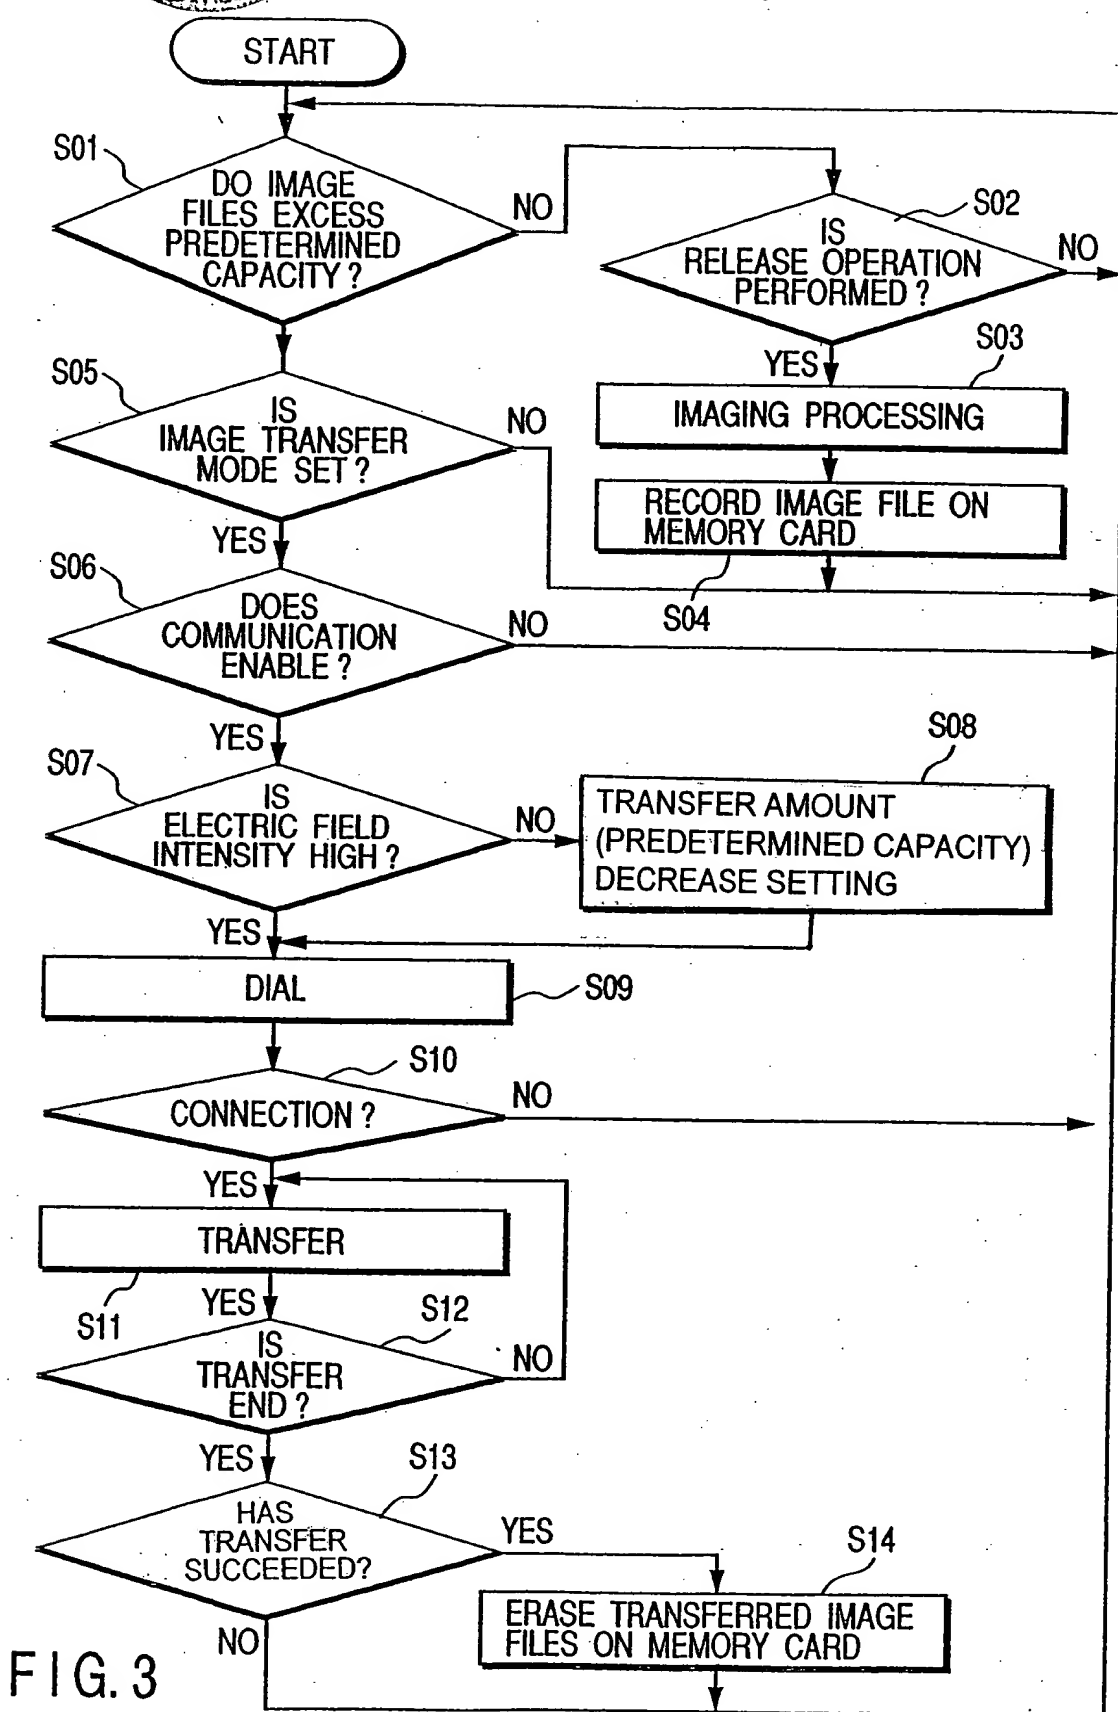 START
S01
DO IMAGE
FILES EXCESS
PREDETERMINED
CAPACITY ?
NO
S02
IS
RELEASE OPERATION
PERFORMED ?
NO
YES
S03
IMAGING PROCESSING
RECORD IMAGE FILE ON
MEMORY CARD
S04
S05
IS
IMAGE TRANSFER
MODE SET ?
NO
YES
S06
DOES
COMMUNICATION
ENABLE ?
NO
YES
S07
IS
ELECTRIC FIELD
INTENSITY HIGH ?
NO
S08
TRANSFER AMOUNT
(PREDETERMINED CAPACITY)
DECREASE SETTING
YES
DIAL
S09
S10
CONNECTION ?
NO
YES
TRANSFER
S11
YES
S12
IS
TRANSFER
END ?
NO
YES
S13
HAS
TRANSFER
SUCCEEDED?
YES
S14
ERASE TRANSFERRED IMAGE
FILES ON MEMORY CARD
NO
FIG. 3